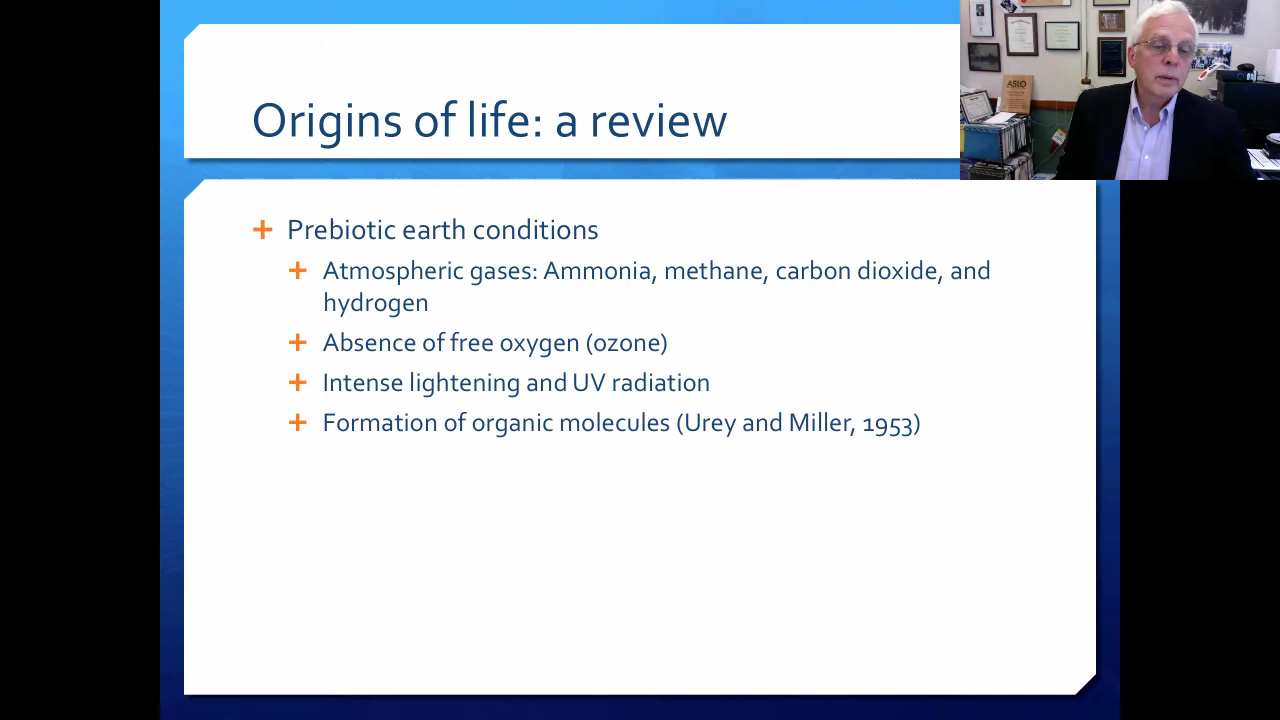 Origins of life: a review
ASLO
Prebiotic earth conditions
Atmospheric gases: Ammonia, methane, carbon dioxide, and
hydrogen
Absence of free oxygen (ozone)
Intense lightening and UV radiation
Formation of organic molecules (Urey and Miller, 1953)